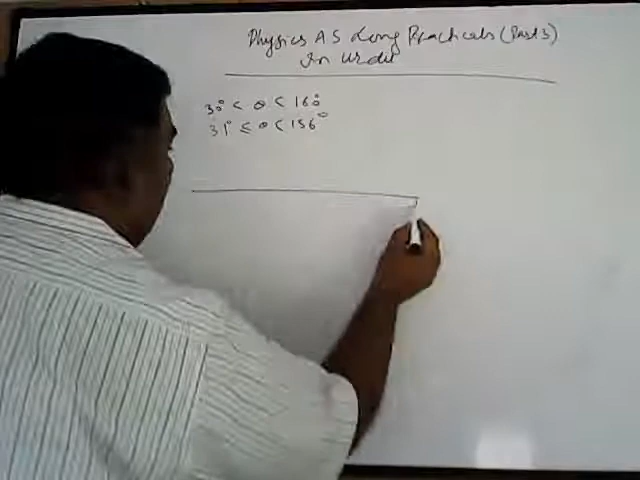 Physics AS Long Practicals (Part 3)
In Urdu
30° < θ < 160°
31° ≤ θ < 156°